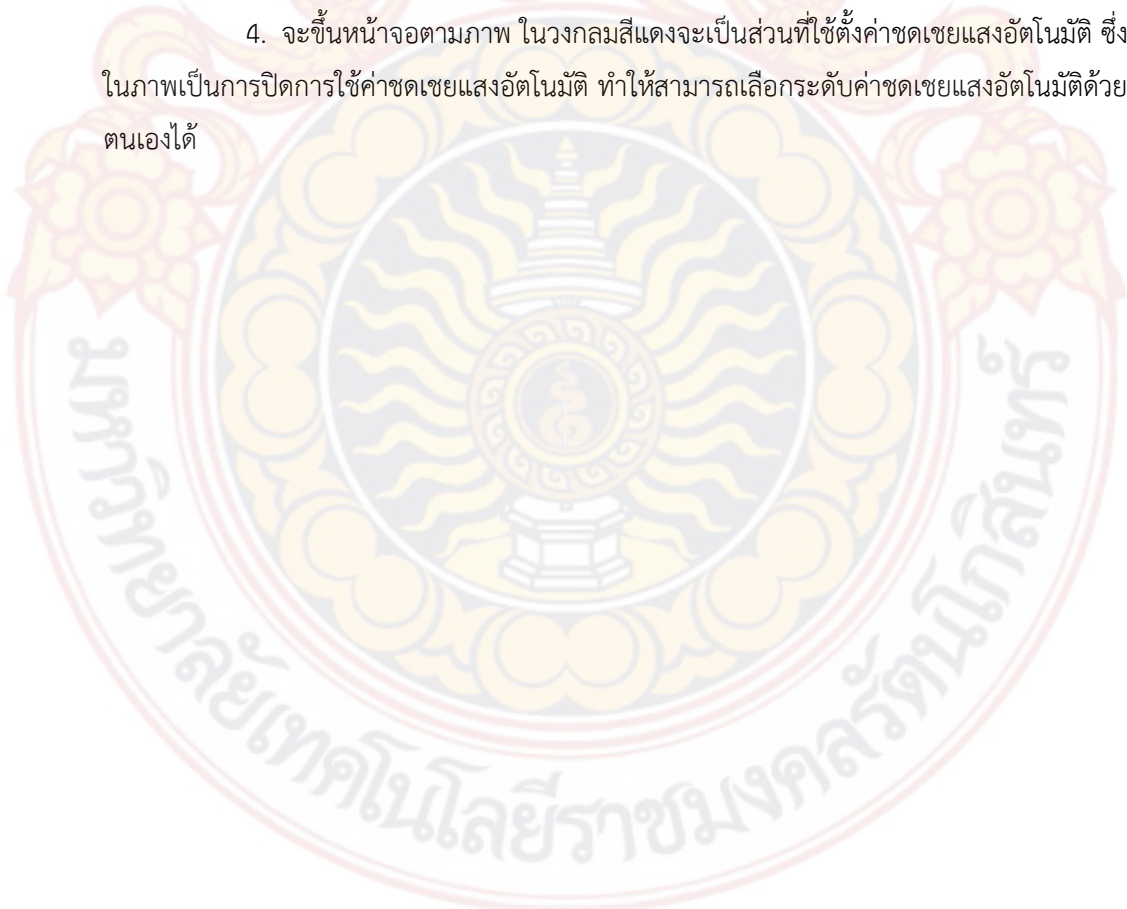 4. จะขึ้นหน้าจอตามภาพ ในวงกลมสีแดงจะเป็นส่วนที่ใช้ตั้งค่าชดเชยแสงอัตโนมัติ ซึ่ง
ในภาพเป็นการปิดการใช้ค่าชดเชยแสงอัตโนมัติ ทำให้สามารถเลือกระดับค่าชดเชยแสงอัตโนมัติด้วย
ตนเองได้
มหาวิทยาลัยเทคโนโลยีราชมงคลรัตนโกสินทร์